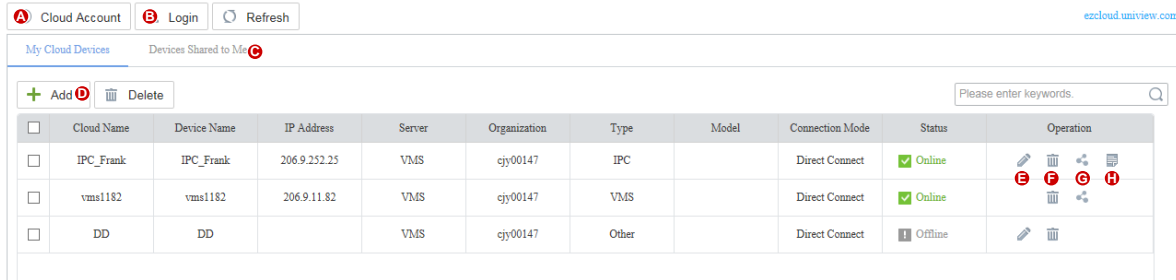 A Cloud Account B Login Refresh ezcloud.uniview.com
My Cloud Devices Devices Shared to Me C
Add D Delete Please enter keywords.
Cloud Name Device Name IP Address Server Organization Type Model Connection Mode Status Operation
IPC_Frank IPC_Frank 206.9.252.25 VMS cjy00147 IPC Direct Connect Online
E F G H
vms1182 vms1182 206.9.11.82 VMS cjy00147 VMS Direct Connect Online
DD DD VMS cjy00147 Other Direct Connect Offline